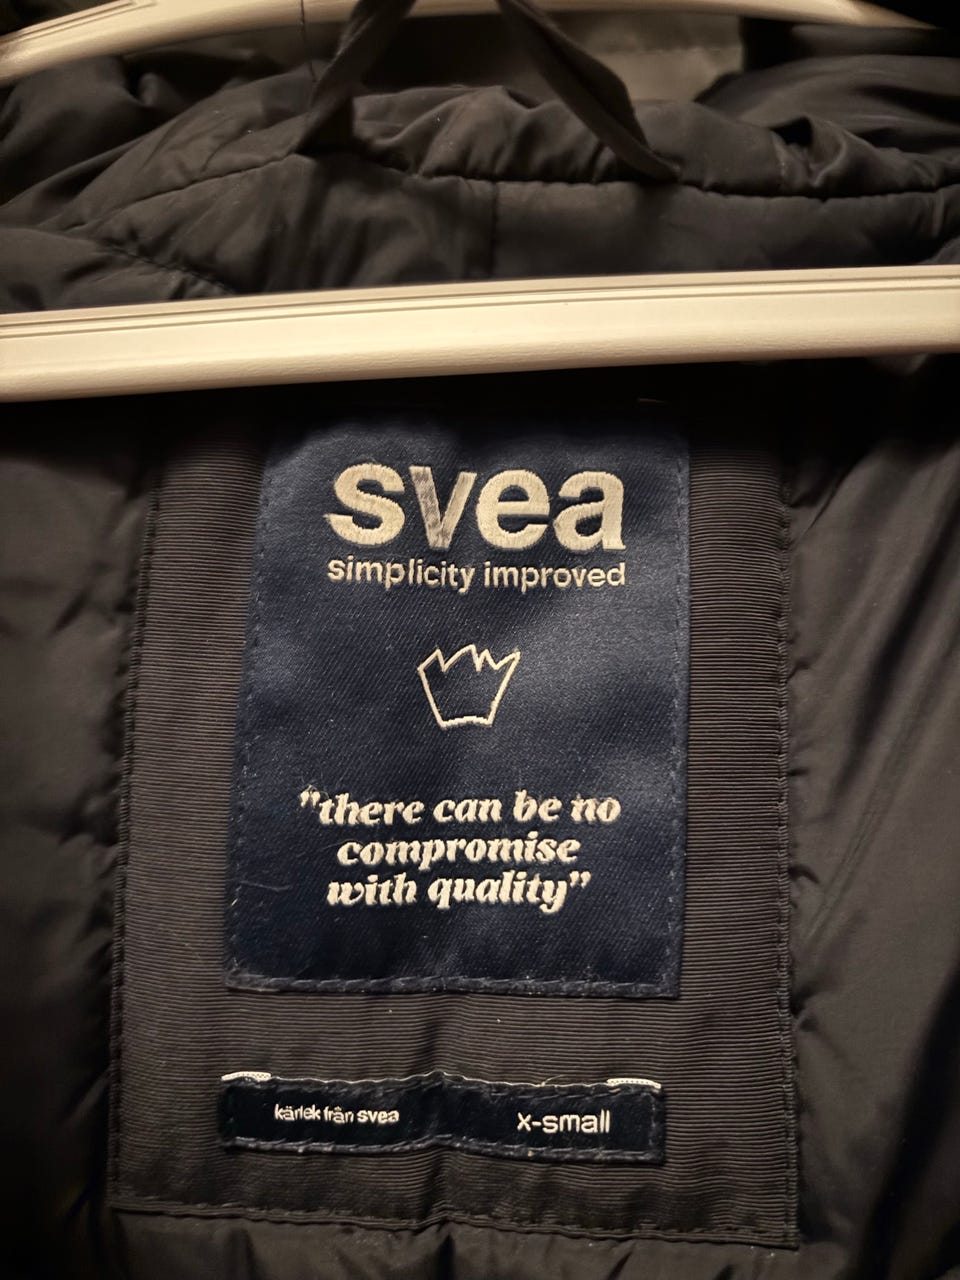 svea
simplicity improved
"there can be no
compromise
with quality"
kärlek från svea
x-small